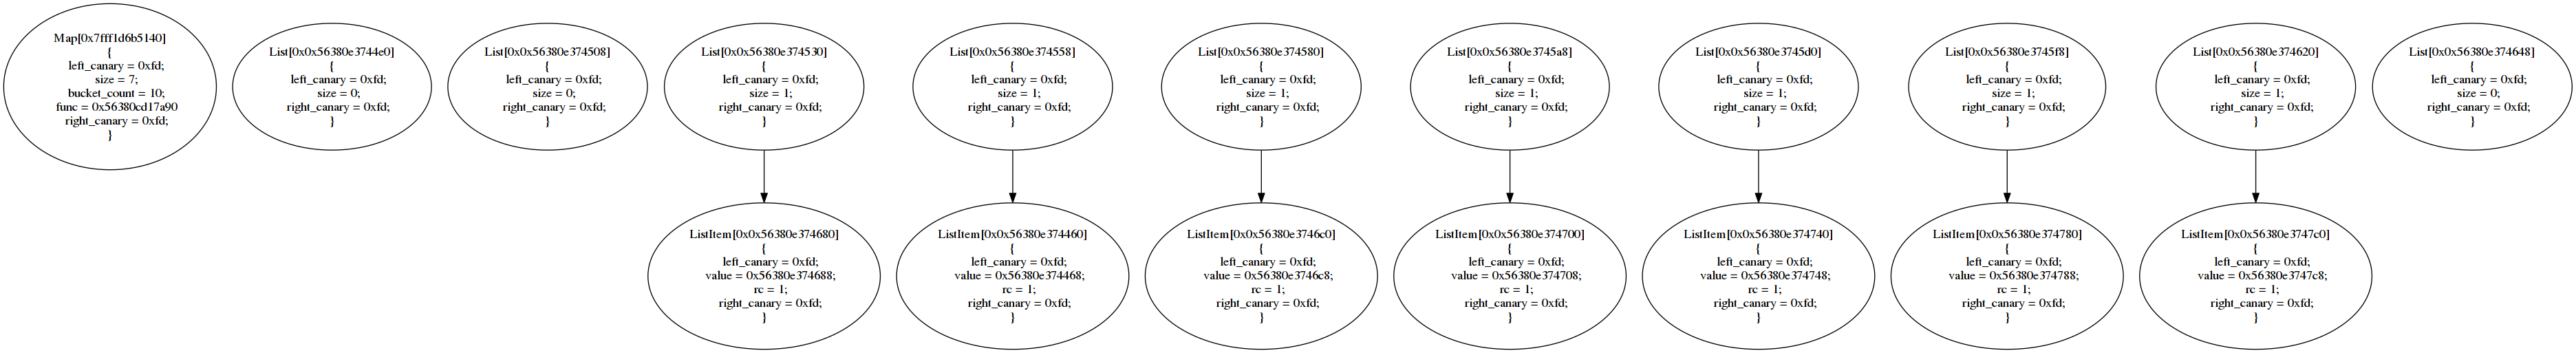 Map[0x7fff1d6b5140]
{
left_canary = 0xfd;
size = 7;
bucket_count = 10;
func = 0x56380cd17a90
right_canary = 0xfd;
}
List[0x0x56380e3744e0]
{
left_canary = 0xfd;
size = 0;
right_canary = 0xfd;
}
List[0x0x56380e374508]
{
left_canary = 0xfd;
size = 0;
right_canary = 0xfd;
}
List[0x0x56380e374530]
{
left_canary = 0xfd;
size = 1;
right_canary = 0xfd;
}
List[0x0x56380e374558]
{
left_canary = 0xfd;
size = 1;
right_canary = 0xfd;
}
List[0x0x56380e374580]
{
left_canary = 0xfd;
size = 1;
right_canary = 0xfd;
}
List[0x0x56380e3745a8]
{
left_canary = 0xfd;
size = 1;
right_canary = 0xfd;
}
List[0x0x56380e3745d0]
{
left_canary = 0xfd;
size = 1;
right_canary = 0xfd;
}
List[0x0x56380e3745f8]
{
left_canary = 0xfd;
size = 1;
right_canary = 0xfd;
}
List[0x0x56380e374620]
{
left_canary = 0xfd;
size = 1;
right_canary = 0xfd;
}
List[0x0x56380e374648]
{
left_canary = 0xfd;
size = 0;
right_canary = 0xfd;
}
ListItem[0x0x56380e374680]
{
left_canary = 0xfd;
value = 0x56380e374688;
rc = 1;
right_canary = 0xfd;
}
ListItem[0x0x56380e374460]
{
left_canary = 0xfd;
value = 0x56380e374468;
rc = 1;
right_canary = 0xfd;
}
ListItem[0x0x56380e3746c0]
{
left_canary = 0xfd;
value = 0x56380e3746c8;
rc = 1;
right_canary = 0xfd;
}
ListItem[0x0x56380e374700]
{
left_canary = 0xfd;
value = 0x56380e374708;
rc = 1;
right_canary = 0xfd;
}
ListItem[0x0x56380e374740]
{
left_canary = 0xfd;
value = 0x56380e374748;
rc = 1;
right_canary = 0xfd;
}
ListItem[0x0x56380e374780]
{
left_canary = 0xfd;
value = 0x56380e374788;
rc = 1;
right_canary = 0xfd;
}
ListItem[0x0x56380e3747c0]
{
left_canary = 0xfd;
value = 0x56380e3747c8;
rc = 1;
right_canary = 0xfd;
}